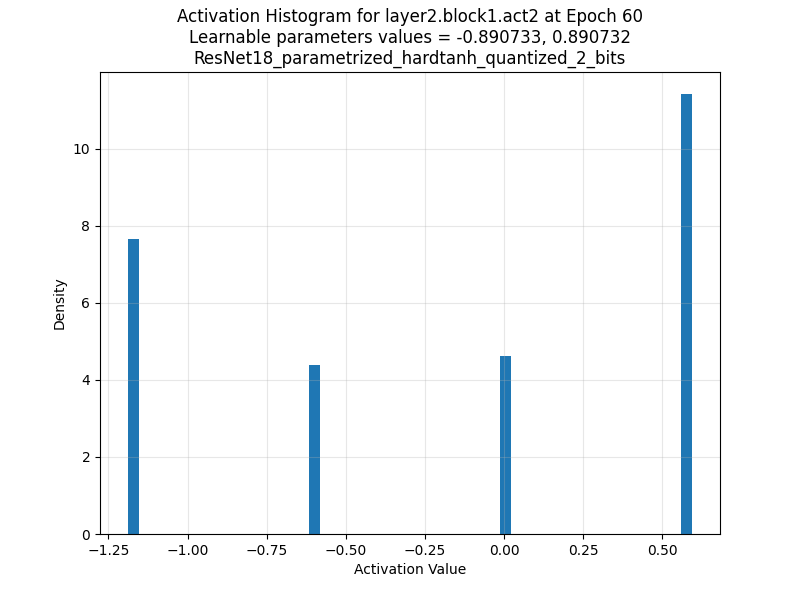 Activation Histogram for layer2.block1.act2 at Epoch 60
Learnable parameters values = -0.890733, 0.890732
ResNet18_parametrized_hardtanh_quantized_2_bits
10
8
6
4
2
0
Density
−1.25 −1.00 −0.75 −0.50 −0.25 0.00 0.25 0.50
Activation Value